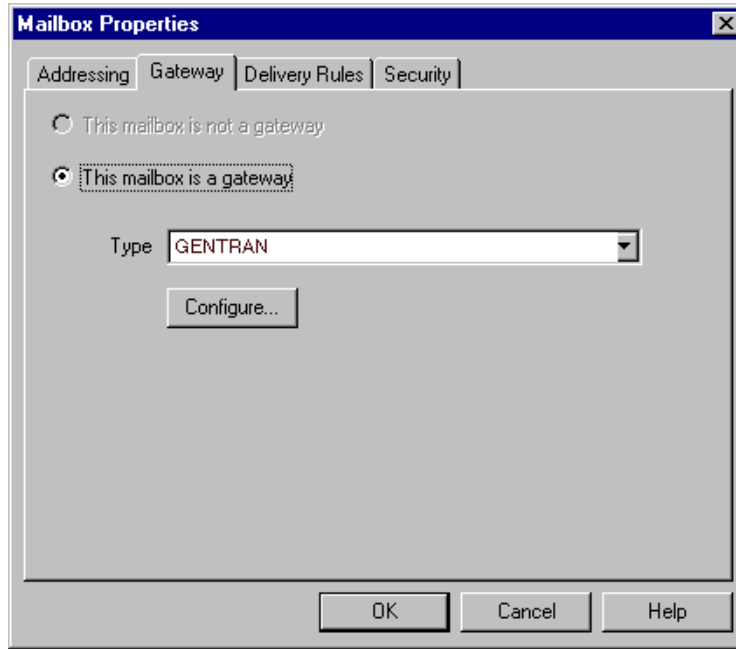 Mailbox Properties
Addressing Gateway Delivery Rules Security
This mailbox is not a gateway
This mailbox is a gateway
Type GENTRAN
Configure...
OK Cancel Help